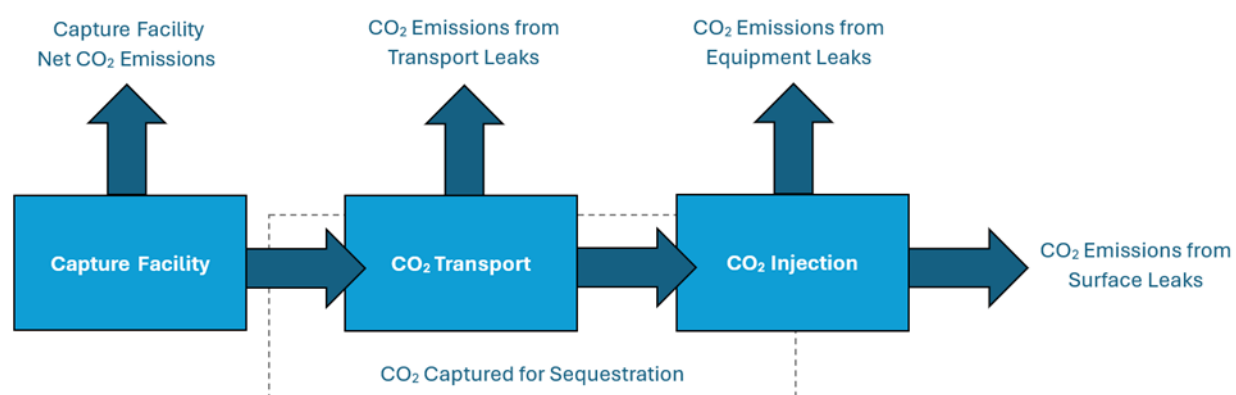 Capture Facility
Net CO₂ Emissions
CO₂ Emissions from
Transport Leaks
CO₂ Emissions from
Equipment Leaks
Capture Facility
CO₂ Transport
CO₂ Injection
CO₂ Emissions from
Surface Leaks
CO₂ Captured for Sequestration